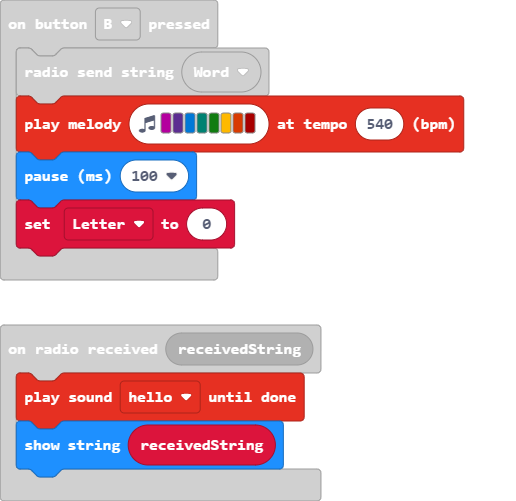 on button B pressed
radio send string Word
play melody at tempo 540 (bpm)
pause (ms) 100
set Letter to 0
on radio received receivedString
play sound hello until done
show string receivedString